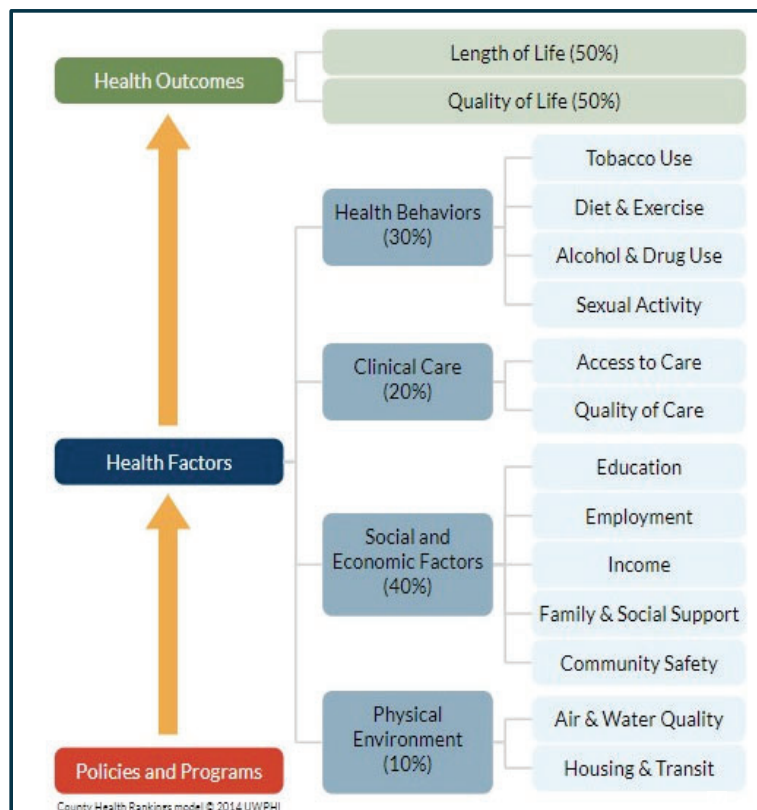 Health Outcomes
Length of Life (50%)
Quality of Life (50%)
Health Factors
Health Behaviors
(30%)
Tobacco Use
Diet & Exercise
Alcohol & Drug Use
Sexual Activity
Clinical Care
(20%)
Access to Care
Quality of Care
Social and
Economic Factors
(40%)
Education
Employment
Income
Family & Social Support
Community Safety
Physical
Environment
(10%)
Air & Water Quality
Housing & Transit
Policies and Programs
County Health Rankings model © 2014 UWPHI